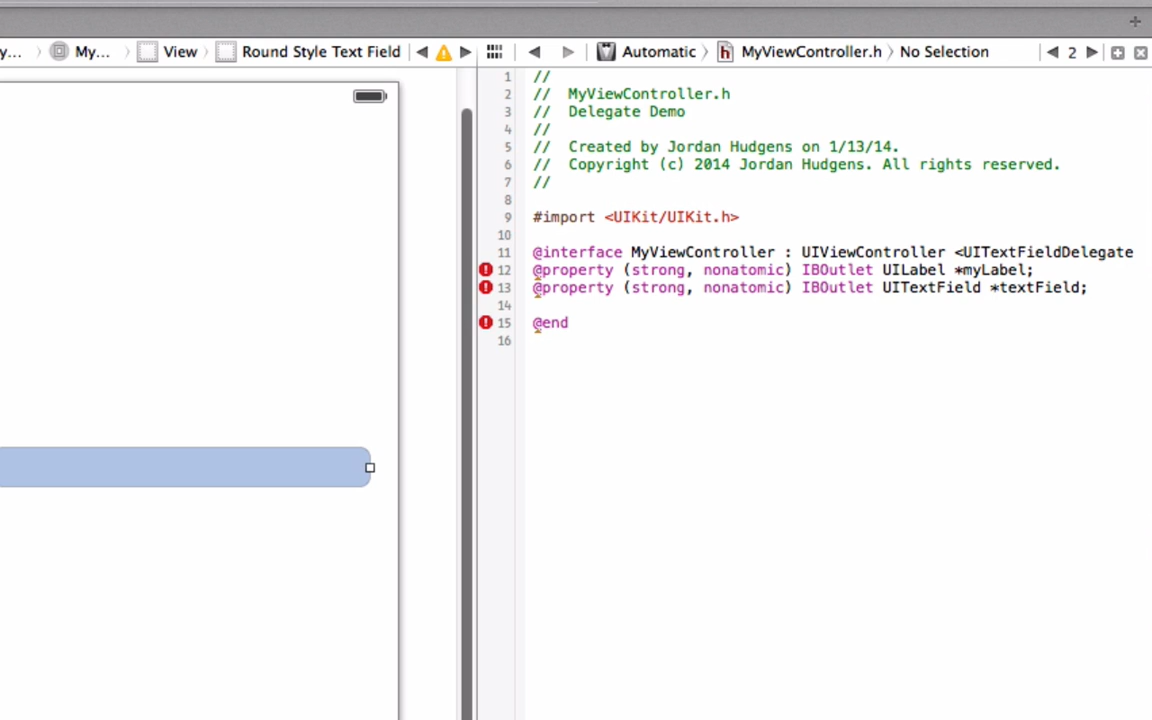 y... My... View Round Style Text Field Automatic MyViewController.h No Selection 2
1 //
2 //  MyViewController.h
3 //  Delegate Demo
4 //
5 //  Created by Jordan Hudgens on 1/13/14.
6 //  Copyright (c) 2014 Jordan Hudgens. All rights reserved.
7 //
8
9 #import <UIKit/UIKit.h>
10
11 @interface MyViewController : UIViewController <UITextFieldDelegate
12 @property (strong, nonatomic) IBOutlet UILabel *myLabel;
13 @property (strong, nonatomic) IBOutlet UITextField *textField;
14
15 @end
16